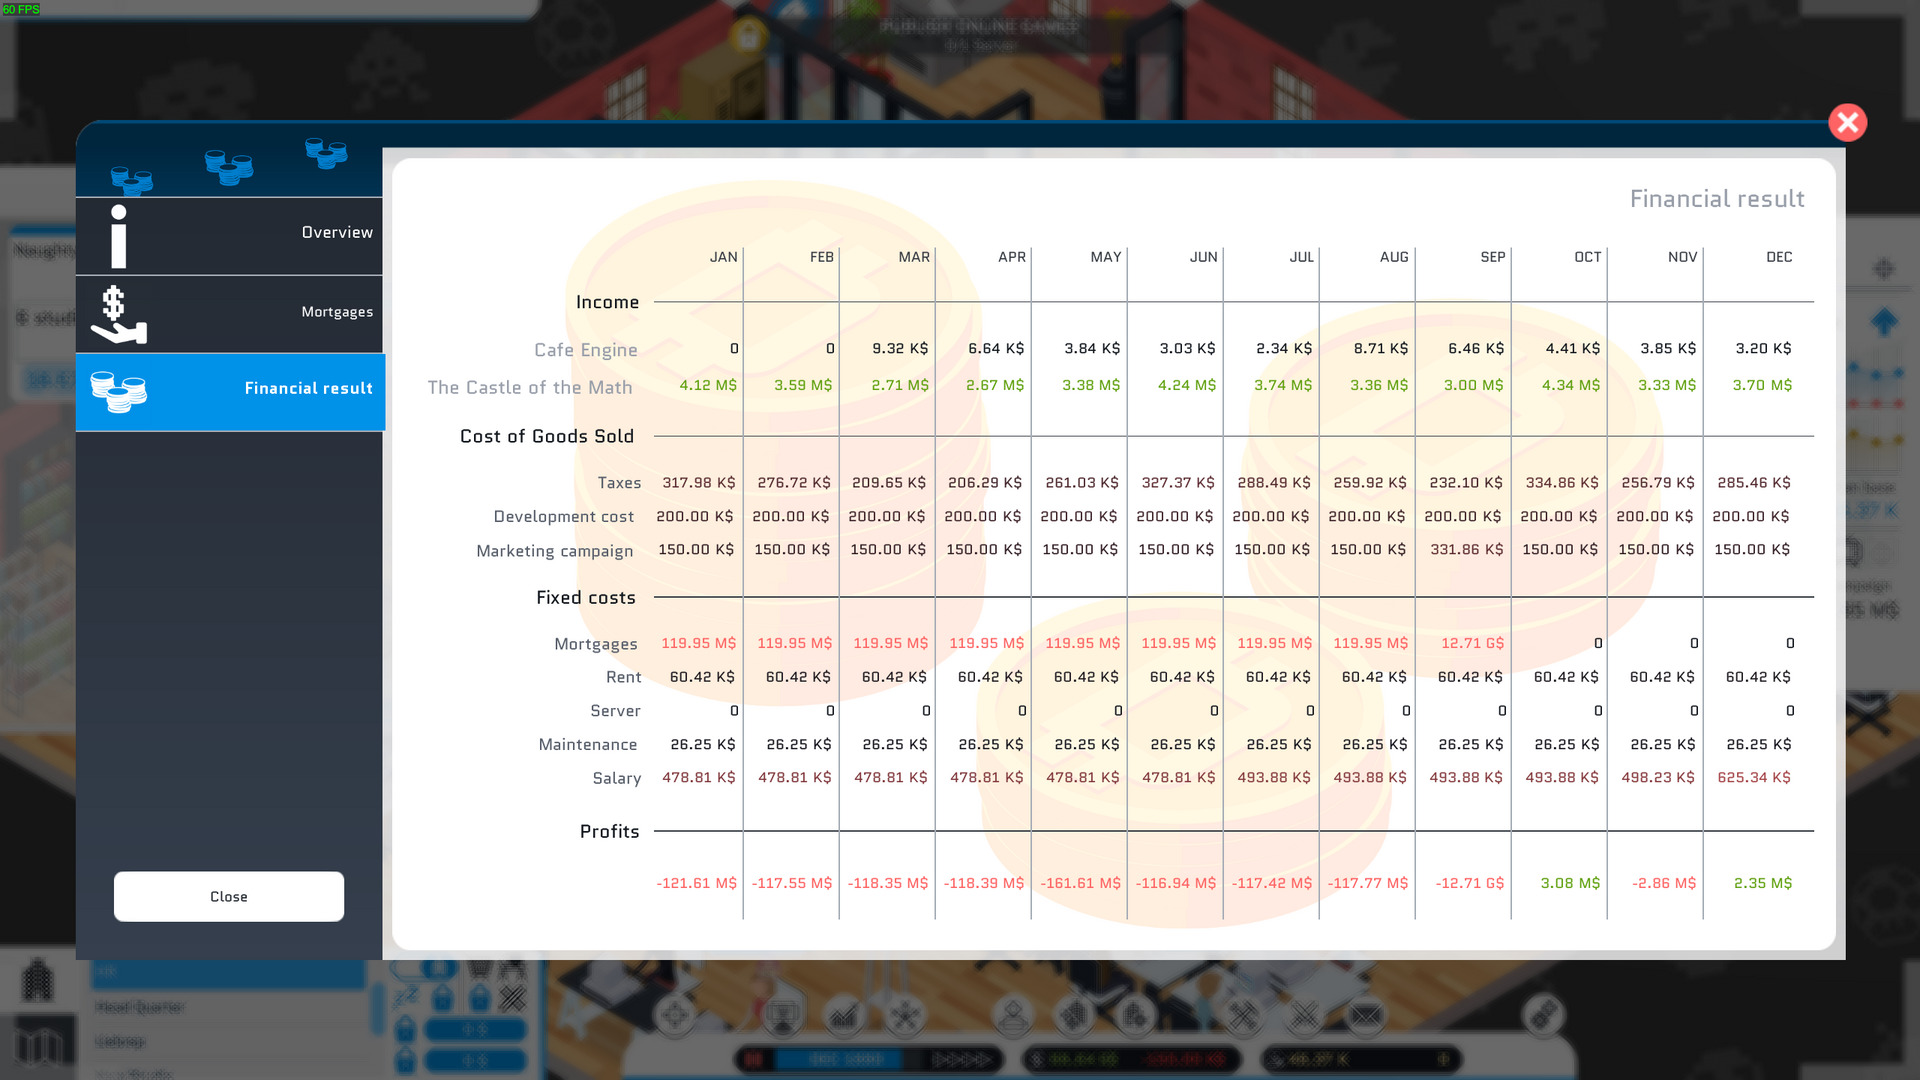 60 FPS
Financial result
Overview
Mortgages
Financial result
Close
JAN FEB MAR APR MAY JUN JUL AUG SEP OCT NOV DEC
Income
Cafe Engine 0 0 9.32 K$ 6.64 K$ 3.84 K$ 3.03 K$ 2.34 K$ 8.71 K$ 6.46 K$ 4.41 K$ 3.85 K$ 3.20 K$
The Castle of the Math 4.12 M$ 3.59 M$ 2.71 M$ 2.67 M$ 3.38 M$ 4.24 M$ 3.74 M$ 3.36 M$ 3.00 M$ 4.34 M$ 3.33 M$ 3.70 M$
Cost of Goods Sold
Taxes 317.98 K$ 276.72 K$ 209.65 K$ 206.29 K$ 261.03 K$ 327.37 K$ 288.49 K$ 259.92 K$ 232.10 K$ 334.86 K$ 256.79 K$ 285.46 K$
Development cost 200.00 K$ 200.00 K$ 200.00 K$ 200.00 K$ 200.00 K$ 200.00 K$ 200.00 K$ 200.00 K$ 200.00 K$ 200.00 K$ 200.00 K$ 200.00 K$
Marketing campaign 150.00 K$ 150.00 K$ 150.00 K$ 150.00 K$ 150.00 K$ 150.00 K$ 150.00 K$ 150.00 K$ 331.86 K$ 150.00 K$ 150.00 K$ 150.00 K$
Fixed costs
Mortgages 119.95 M$ 119.95 M$ 119.95 M$ 119.95 M$ 119.95 M$ 119.95 M$ 119.95 M$ 119.95 M$ 12.71 G$ 0 0 0
Rent 60.42 K$ 60.42 K$ 60.42 K$ 60.42 K$ 60.42 K$ 60.42 K$ 60.42 K$ 60.42 K$ 60.42 K$ 60.42 K$ 60.42 K$ 60.42 K$
Server 0 0 0 0 0 0 0 0 0 0 0 0
Maintenance 26.25 K$ 26.25 K$ 26.25 K$ 26.25 K$ 26.25 K$ 26.25 K$ 26.25 K$ 26.25 K$ 26.25 K$ 26.25 K$ 26.25 K$ 26.25 K$
Salary 478.81 K$ 478.81 K$ 478.81 K$ 478.81 K$ 478.81 K$ 478.81 K$ 493.88 K$ 493.88 K$ 493.88 K$ 493.88 K$ 498.23 K$ 625.34 K$
Profits
-121.61 M$ -117.55 M$ -118.35 M$ -118.39 M$ -161.61 M$ -116.94 M$ -117.42 M$ -117.77 M$ -12.71 G$ 3.08 M$ -2.86 M$ 2.35 M$
Head Quarter